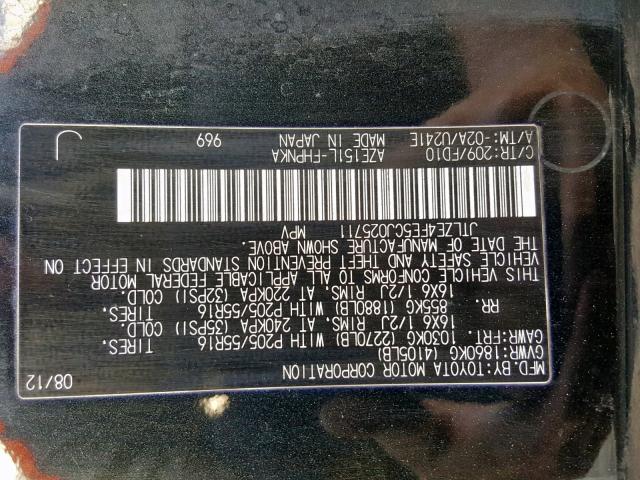 MFD.BY:TOYOTA MOTOR CORPORATION 08/12
GVWR:1860KG(4105LB)
GAWR:FRT. 1030KG (2270LB) WITH P205/55R16 TIRES.
16X6 1/2J RIMS, AT 240KPA (35PSI) COLD.
RR. 855KG (1880LB) WITH P205/55R16 TIRES.
16X6 1/2J RIMS, AT 220KPA (32PSI) COLD.
THIS VEHICLE CONFORMS TO ALL APPLICABLE FEDERAL MOTOR
VEHICLE SAFETY AND THEFT PREVENTION STANDARDS IN EFFECT ON
THE DATE OF MANUFACTURE SHOWN ABOVE.
JTLZE4FE5CJ025711 MPV
C/TR:209/FD10 AZE151L-FHPNKA 969
A/TM:-02A/U241E MADE IN JAPAN J